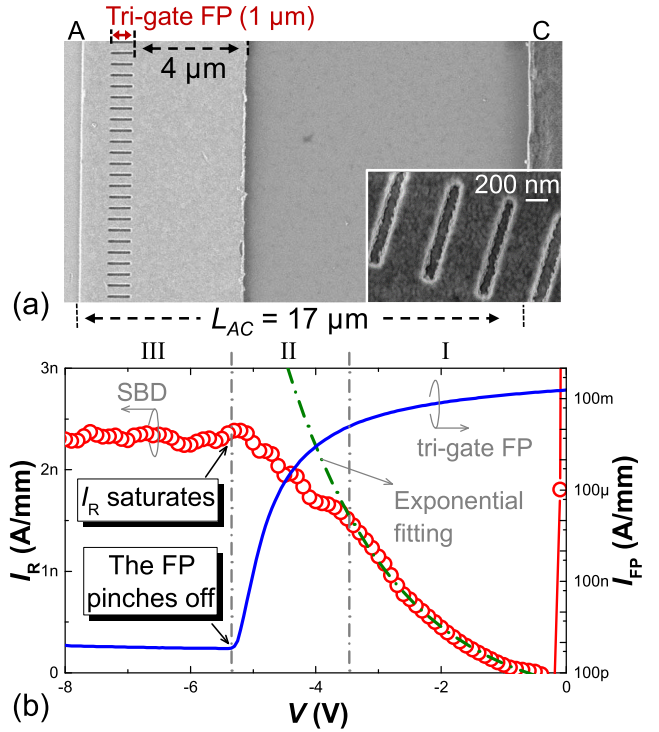 (a)
A
Tri-gate FP (1 µm)
C
4 µm
200 nm
L_AC = 17 µm
(b)
III
II
I
3n
2n
1n
0
I_R (A/mm)
SBD
I_R saturates
The FP
pinches off
tri-gate FP
Exponential
fitting
100m
100µ
100n
100p
I_FP (A/mm)
-8
-6
-4
-2
0
V (V)